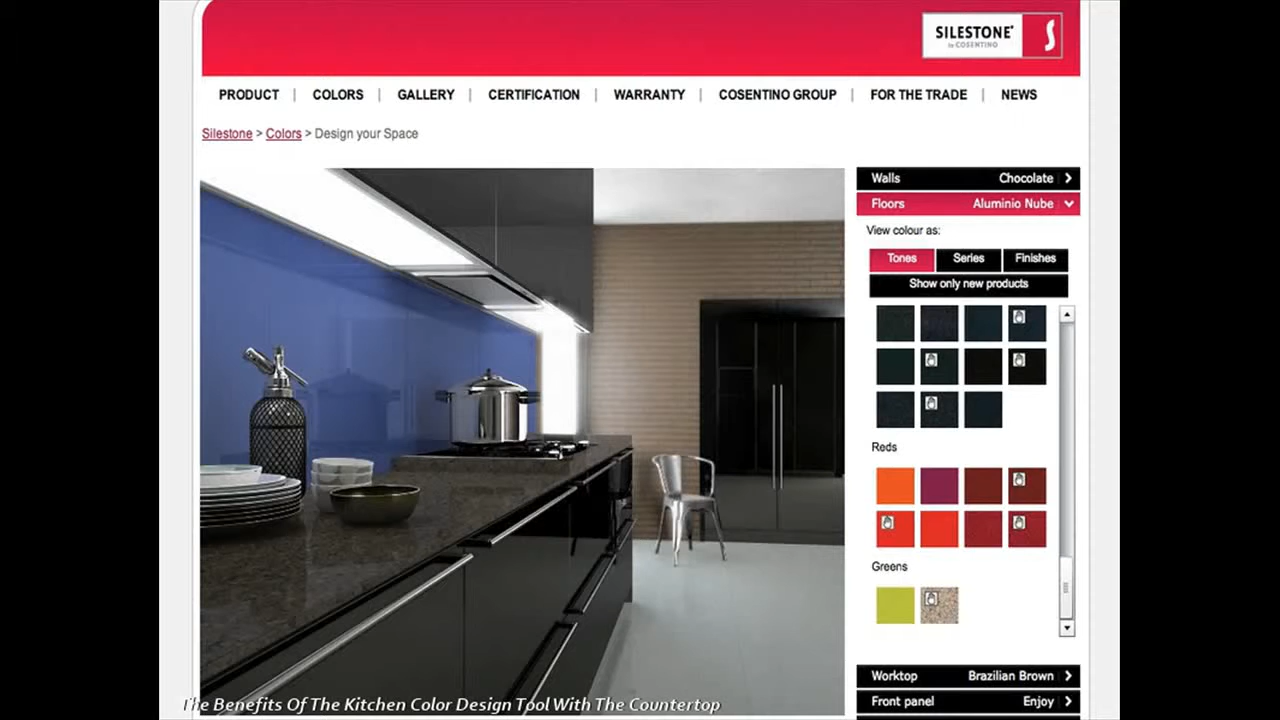 SILESTONE®
by COSENTINO
PRODUCT | COLORS | GALLERY | CERTIFICATION | WARRANTY | COSENTINO GROUP | FOR THE TRADE | NEWS
Silestone > Colors > Design your Space
Walls Chocolate
Floors Aluminio Nube
View colour as:
Tones Series Finishes
Show only new products
Reds
Greens
Worktop Brazilian Brown
Front panel Enjoy
The Benefits Of The Kitchen Color Design Tool With The Countertop